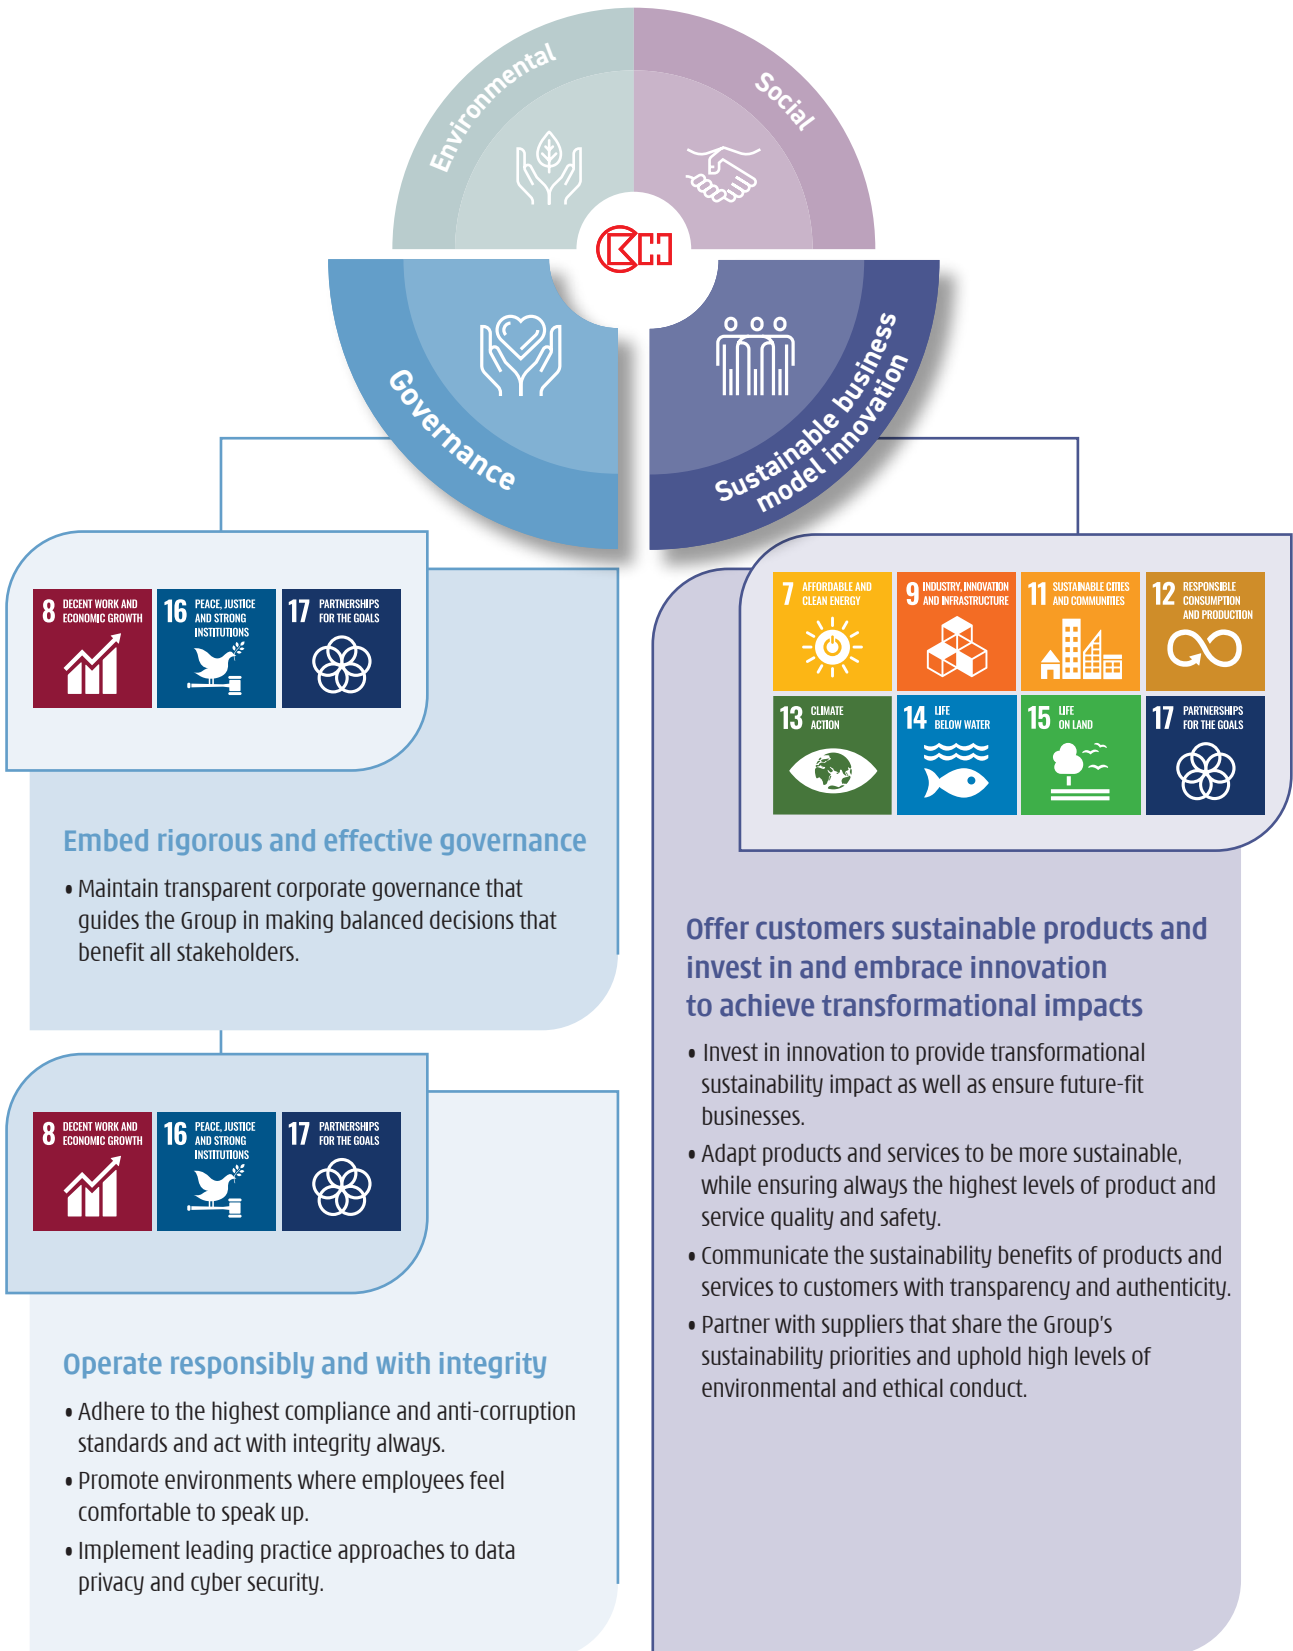 Environmental
Social
CKH
Governance
Sustainable business
model innovation
8 DECENT WORK AND
ECONOMIC GROWTH
16 PEACE, JUSTICE
AND STRONG
INSTITUTIONS
17 PARTNERSHIPS
FOR THE GOALS
Embed rigorous and effective governance
• Maintain transparent corporate governance that
guides the Group in making balanced decisions that
benefit all stakeholders.
8 DECENT WORK AND
ECONOMIC GROWTH
16 PEACE, JUSTICE
AND STRONG
INSTITUTIONS
17 PARTNERSHIPS
FOR THE GOALS
Operate responsibly and with integrity
• Adhere to the highest compliance and anti-corruption
standards and act with integrity always.
• Promote environments where employees feel
comfortable to speak up.
• Implement leading practice approaches to data
privacy and cyber security.
7 AFFORDABLE AND
CLEAN ENERGY
9 INDUSTRY, INNOVATION
AND INFRASTRUCTURE
11 SUSTAINABLE CITIES
AND COMMUNITIES
12 RESPONSIBLE
CONSUMPTION
AND PRODUCTION
13 CLIMATE
ACTION
14 LIFE
BELOW WATER
15 LIFE
ON LAND
17 PARTNERSHIPS
FOR THE GOALS
Offer customers sustainable products and
invest in and embrace innovation
to achieve transformational impacts
• Invest in innovation to provide transformational
sustainability impact as well as ensure future-fit
businesses.
• Adapt products and services to be more sustainable,
while ensuring always the highest levels of product and
service quality and safety.
• Communicate the sustainability benefits of products and
services to customers with transparency and authenticity.
• Partner with suppliers that share the Group's
sustainability priorities and uphold high levels of
environmental and ethical conduct.